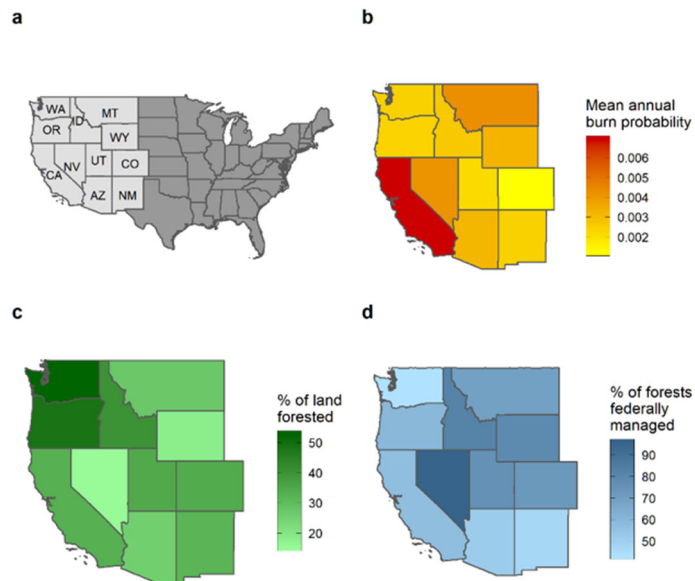 a
WA
MT
ID
OR
WY
NV
UT
CO
CA
AZ
NM
b
Mean annual
burn probability
0.006
0.005
0.004
0.003
0.002
c
% of land
forested
50
40
30
20
d
% of forests
federally
managed
90
80
70
60
50